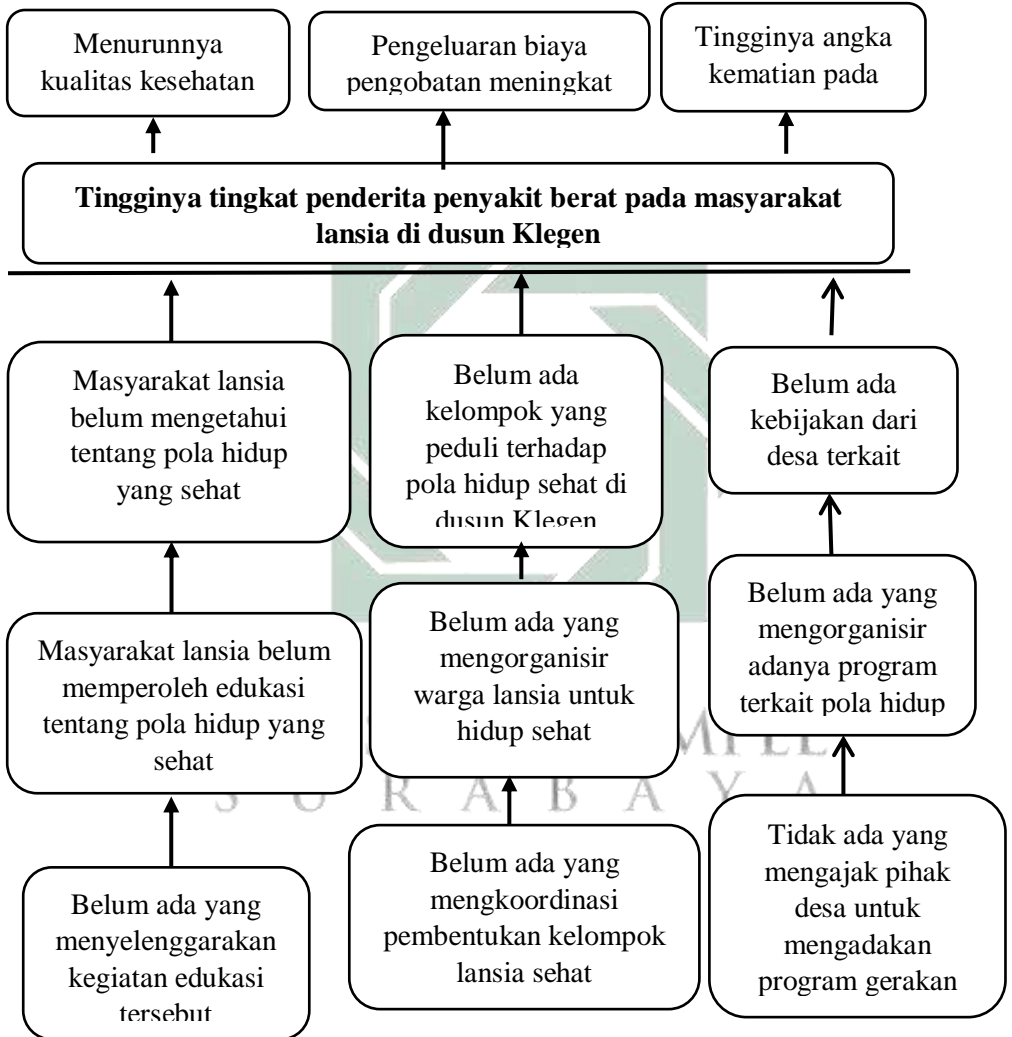 Menurunnya
kualitas kesehatan
Pengeluaran biaya
pengobatan meningkat
Tingginya angka
kematian pada
Tingginya tingkat penderita penyakit berat pada masyarakat
lansia di dusun Klegen
Masyarakat lansia
belum mengetahui
tentang pola hidup
yang sehat
Belum ada
kelompok yang
peduli terhadap
pola hidup sehat di
dusun Klegen
Belum ada
kebijakan dari
desa terkait
Masyarakat lansia belum
memperoleh edukasi
tentang pola hidup yang
sehat
Belum ada yang
mengorganisir
warga lansia untuk
hidup sehat
Belum ada yang
mengorganisir
adanya program
terkait pola hidup
SURABAYA
Belum ada yang
menyelenggarakan
kegiatan edukasi
tersebut
Belum ada yang
mengkoordinasi
pembentukan kelompok
lansia sehat
Tidak ada yang
mengajak pihak
desa untuk
mengadakan
program gerakan